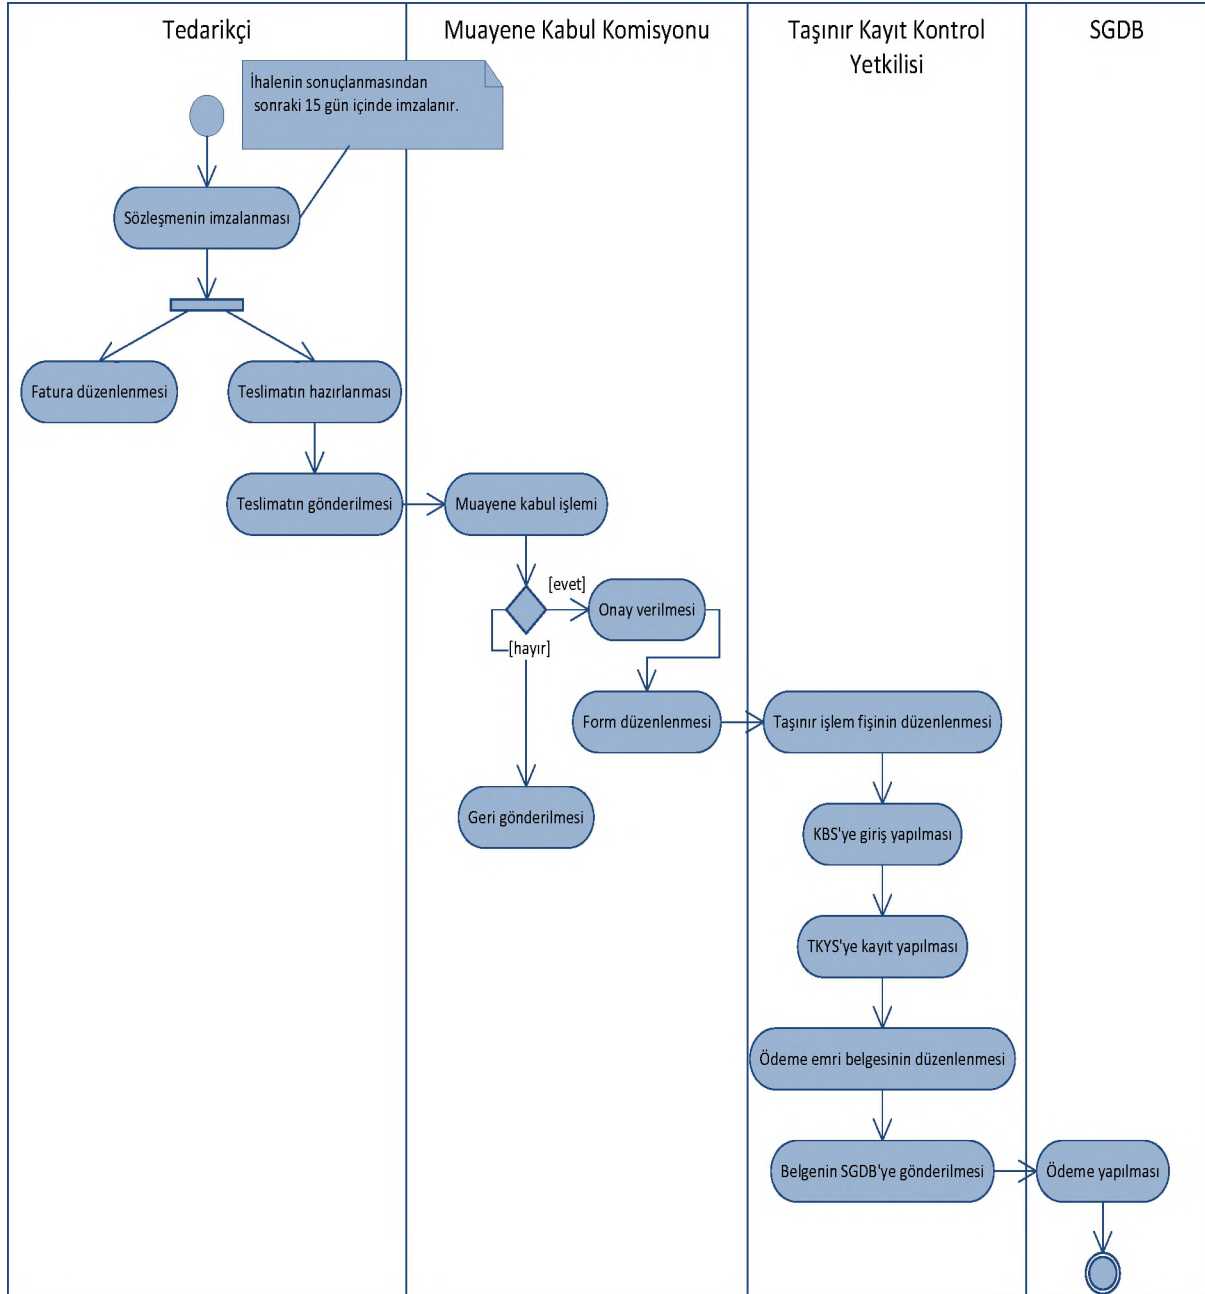 Tedarikçi
Muayene Kabul Komisyonu
Taşınır Kayıt Kontrol
Yetkilisi
SGDB
İhalenin sonuçlanmasından
sonraki 15 gün içinde imzalanır.
Sözleşmenin imzalanması
Fatura düzenlenmesi
Teslimatın hazırlanması
Teslimatın gönderilmesi
Muayene kabul işlemi
[evet]
Onay verilmesi
[hayır]
Form düzenlenmesi
Taşınır işlem fişinin düzenlenmesi
Geri gönderilmesi
KBS'ye giriş yapılması
TKYS'ye kayıt yapılması
Ödeme emri belgesinin düzenlenmesi
Belgenin SGDB'ye gönderilmesi
Ödeme yapılması